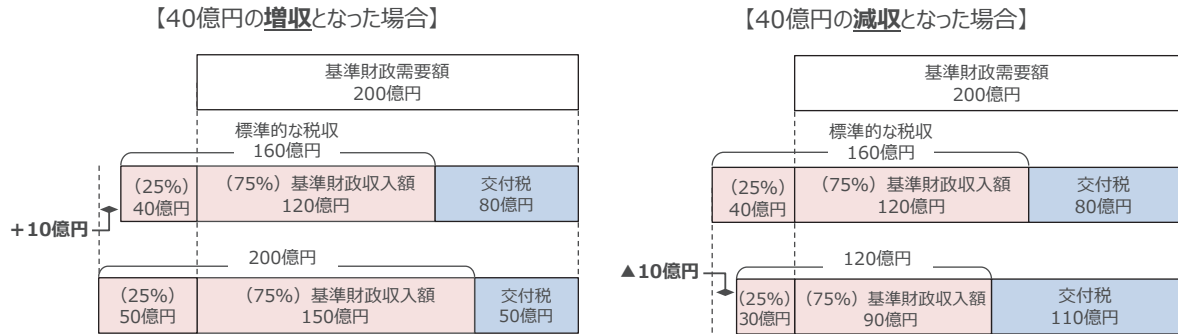 【40億円の増収となった場合】
基準財政需要額
200億円
標準的な税収
160億円
(25%)
40億円
(75%) 基準財政収入額
120億円
交付税
80億円
+10億円
200億円
(25%)
50億円
(75%) 基準財政収入額
150億円
交付税
50億円
【40億円の減収となった場合】
基準財政需要額
200億円
標準的な税収
160億円
(25%)
40億円
(75%) 基準財政収入額
120億円
交付税
80億円
▲10億円
120億円
(25%)
30億円
(75%) 基準財政収入額
90億円
交付税
110億円